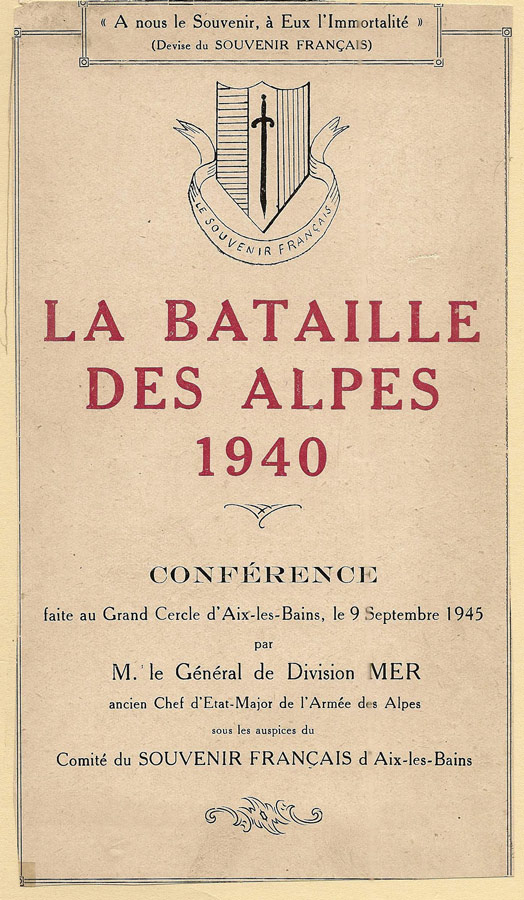 « A nous le Souvenir, à Eux l'Immortalité »
(Devise du SOUVENIR FRANÇAIS)
LE SOUVENIR FRANÇAIS
LA BATAILLE
DES ALPES
1940
CONFÉRENCE
faite au Grand Cercle d'Aix-les-Bains, le 9 Septembre 1945
par
M. le Général de Division MER
ancien Chef d'Etat-Major de l'Armée des Alpes
sous les auspices du
Comité du SOUVENIR FRANÇAIS d'Aix-les-Bains